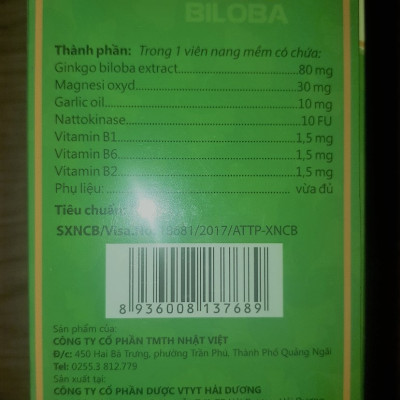 BILOBA
Thành phần: Trong 1 viên nang mềm có chứa:
Ginkgo biloba extract........80 mg
Magnesi oxyd........30 mg
Garlic oil........10 mg
Nattokinase........10 FU
Vitamin B1........1,5 mg
Vitamin B6........1,5 mg
Vitamin B2........1,5 mg
Phụ liệu:........vừa đủ
Tiêu chuẩn:
SXNCB/Visa.No: 18681/2017/ATTP-XNCB
8 936008 137689
Sản phẩm của:
CÔNG TY CỔ PHẦN TMTH NHẬT VIỆT
Đ/c: 450 Hai Bà Trưng, phường Trần Phú, Thành Phố Quảng Ngãi
Tel: 0255.3 812.779
Sản xuất tại:
CÔNG TY CỔ PHẦN DƯỢC VTYT HẢI DƯƠNG